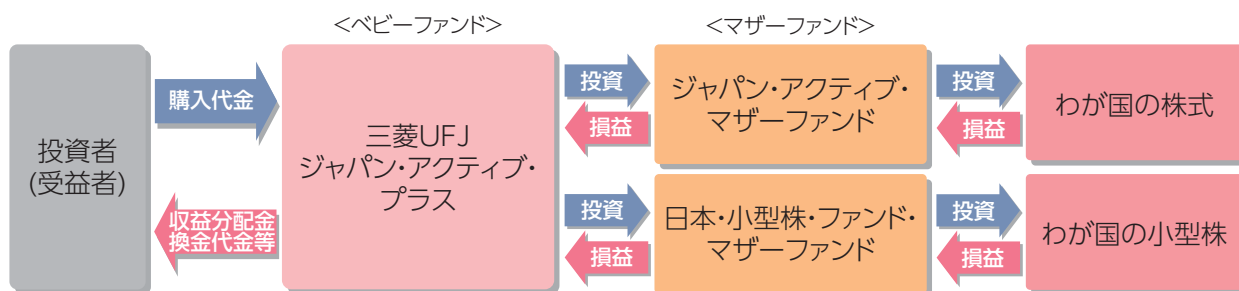 <ベビーファンド>
<マザーファンド>
投資者
(受益者)
購入代金
収益分配金
換金代金等
三菱UFJ
ジャパン・アクティブ・
プラス
投資
損益
ジャパン・アクティブ・
マザーファンド
投資
損益
わが国の株式
投資
損益
日本・小型株・ファンド・
マザーファンド
投資
損益
わが国の小型株